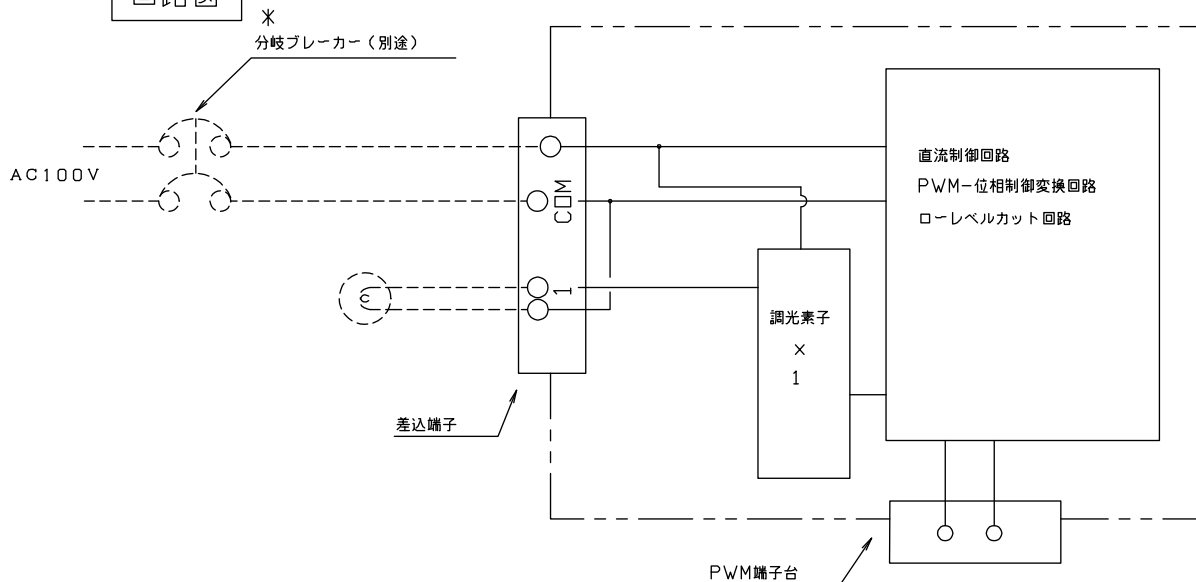 回路図
*
分岐ブレーカー（別途）
AC100V
COM
1
直流制御回路
PWM-位相制御変換回路
ローレベルカット回路
調光素子
×
1
差込端子
PWM端子台